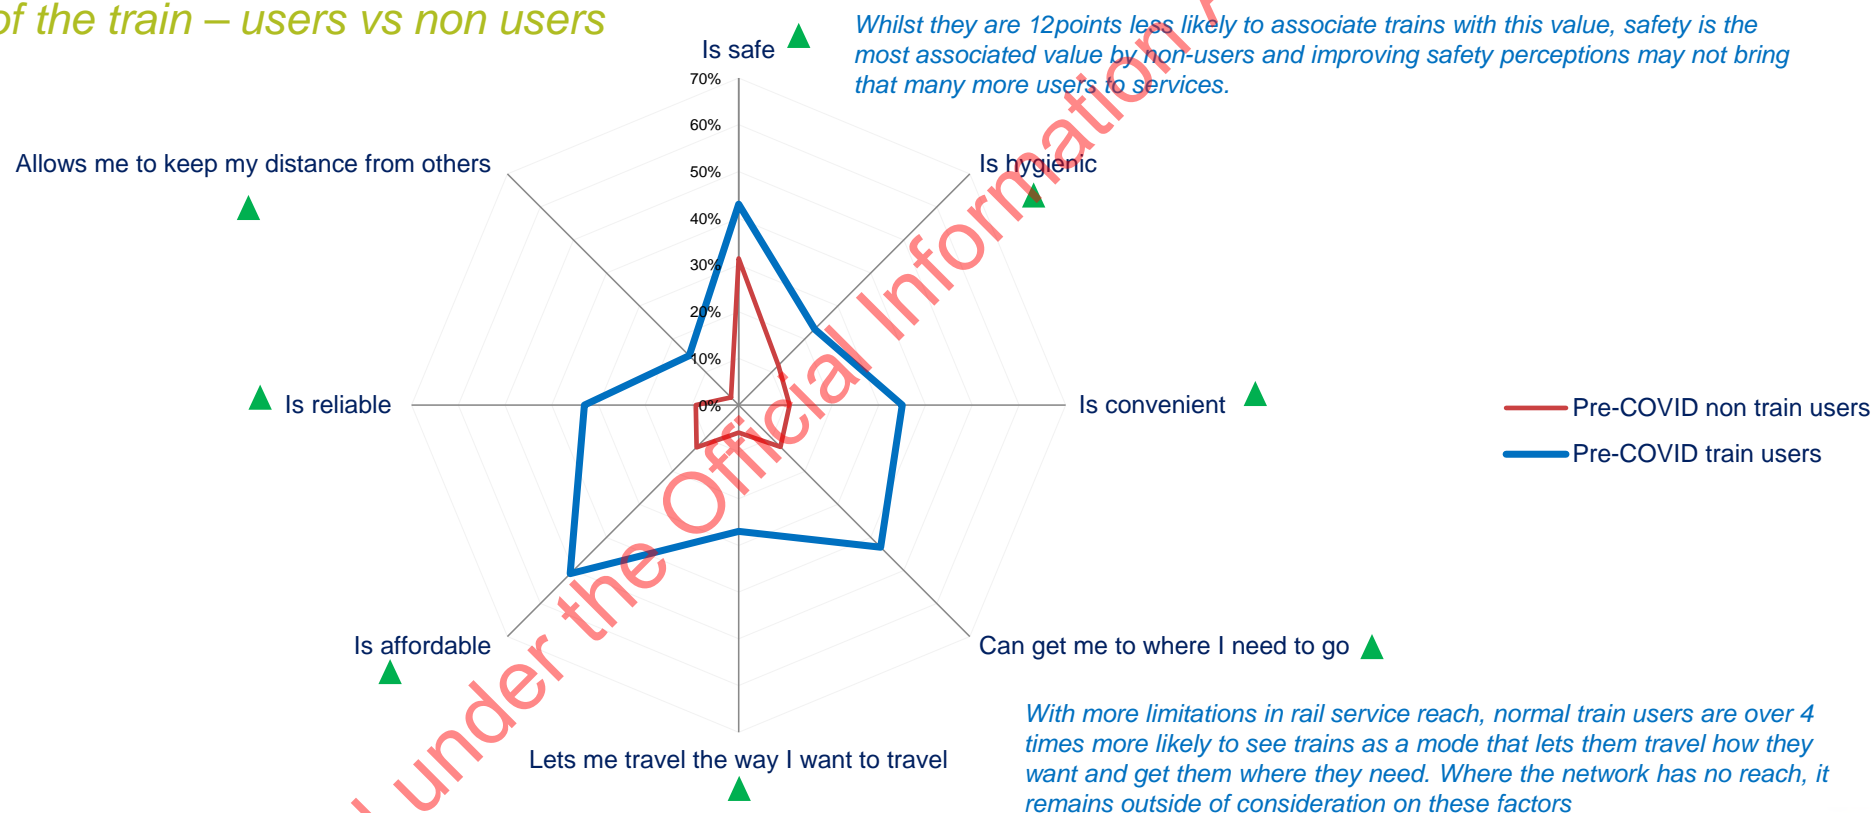 of the train – users vs non users
Whilst they are 12points less likely to associate trains with this value, safety is the
most associated value by non-users and improving safety perceptions may not bring
that many more users to services.
Is safe
70%
60%
50%
40%
30%
20%
10%
0%
Allows me to keep my distance from others
Is hygienic
Is reliable
Is convenient
Pre-COVID non train users
Pre-COVID train users
Is affordable
Can get me to where I need to go
Lets me travel the way I want to travel
With more limitations in rail service reach, normal train users are over 4
times more likely to see trains as a mode that lets them travel how they
want and get them where they need. Where the network has no reach, it
remains outside of consideration on these factors
under the Official Information